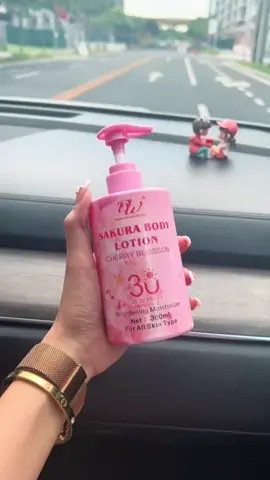 SAKURA BODY
LOTION
CHERRY BLOSSOM
30
Brightening Moisturizer
Net : 300ml
For All Skin Type